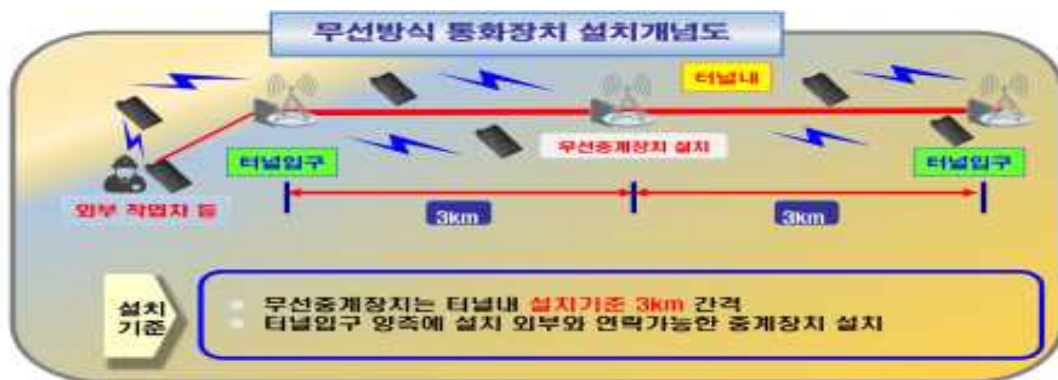 무선방식 통화장치 설치개념도
터널내
무선중계장치 설치
터널입구
터널입구
외부 작업자 등
3km
3km
설치
기준
무선중계장치는 터널내 설치기준 3km 간격
터널입구 양측에 설치 외부와 연락가능한 중계장치 설치